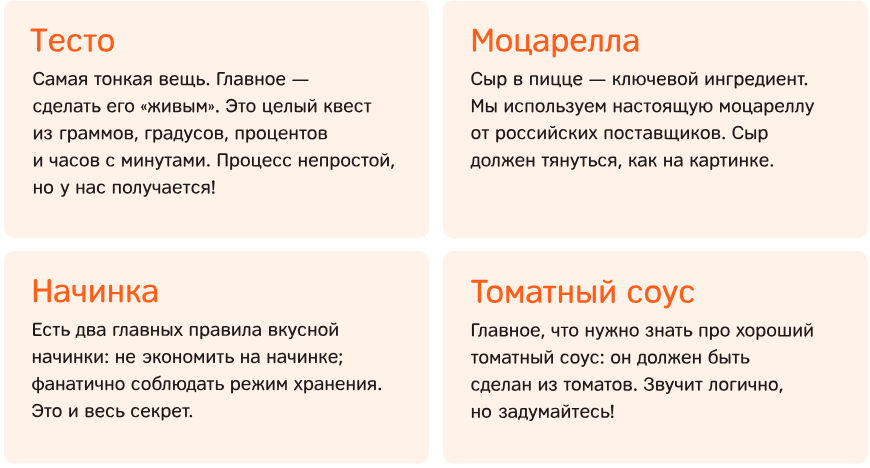 Тесто
Самая тонкая вещь. Главное —
сделать его «живым». Это целый квест
из граммов, градусов, процентов
и часов с минутами. Процесс непростой,
но у нас получается!
Моцарелла
Сыр в пицце — ключевой ингредиент.
Мы используем настоящую моцареллу
от российских поставщиков. Сыр
должен тянуться, как на картинке.
Начинка
Есть два главных правила вкусной
начинки: не экономить на начинке;
фанатично соблюдать режим хранения.
Это и весь секрет.
Томатный соус
Главное, что нужно знать про хороший
томатный соус: он должен быть
сделан из томатов. Звучит логично,
но задумайтесь!